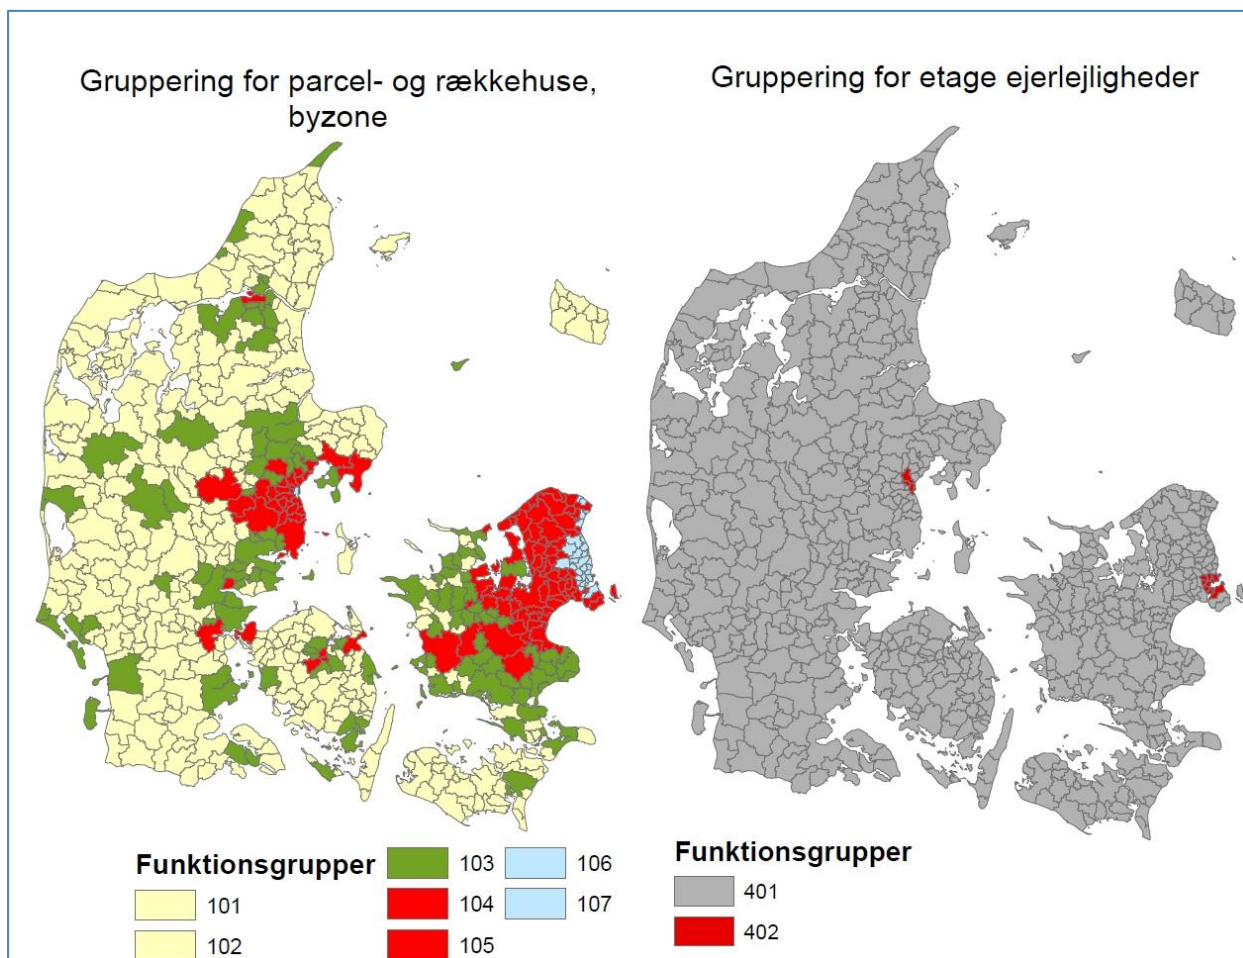 Gruppering for parcel- og rækkehuse,
byzone
Gruppering for etage ejerlejligheder
Funktionsgrupper
101
102
103
104
105
106
107
Funktionsgrupper
401
402